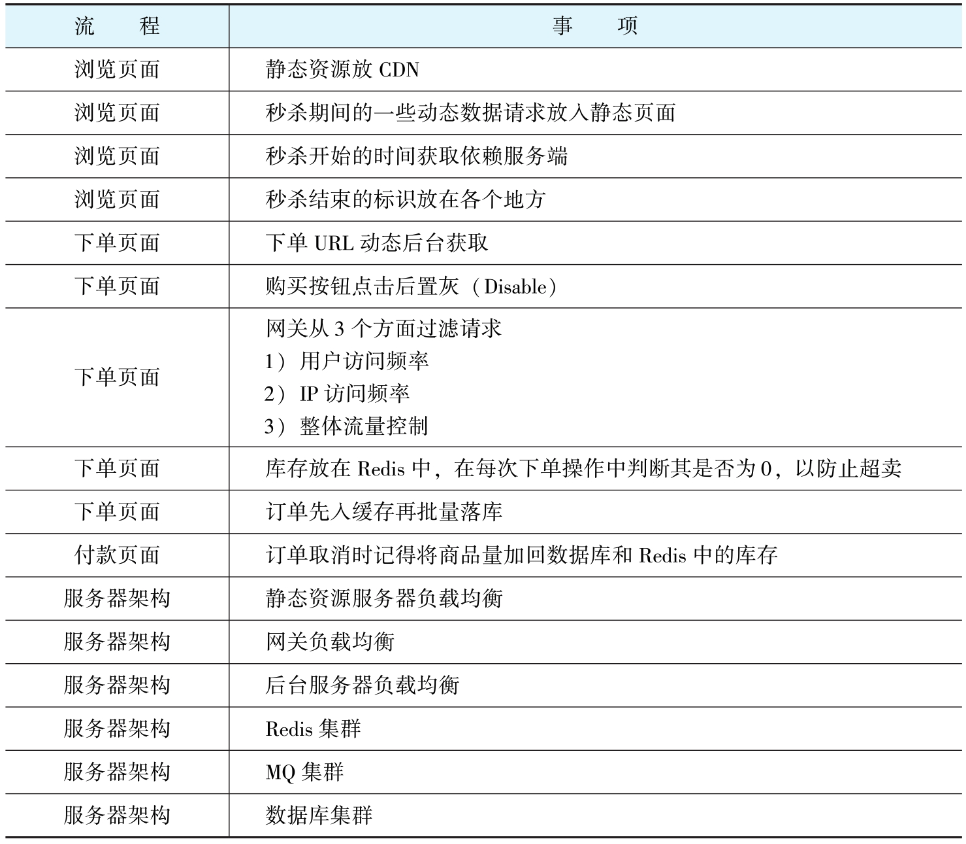 流 程 事 项
浏览页面 静态资源放 CDN
浏览页面 秒杀期间的一些动态数据请求放入静态页面
浏览页面 秒杀开始的时间获取依赖服务端
浏览页面 秒杀结束的标识放在各个地方
下单页面 下单 URL 动态后台获取
下单页面 购买按钮点击后置灰（Disable）
下单页面
网关从 3 个方面过滤请求
1）用户访问频率
2）IP 访问频率
3）整体流量控制
下单页面 库存放在 Redis 中，在每次下单操作中判断其是否为 0，以防止超卖
下单页面 订单先入缓存再批量落库
付款页面 订单取消时记得将商品量加回数据库和 Redis 中的库存
服务器架构 静态资源服务器负载均衡
服务器架构 网关负载均衡
服务器架构 后台服务器负载均衡
服务器架构 Redis 集群
服务器架构 MQ 集群
服务器架构 数据库集群